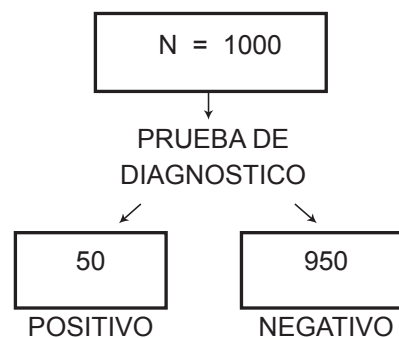 N = 1000
PRUEBA DE
DIAGNOSTICO
50 950
POSITIVO NEGATIVO